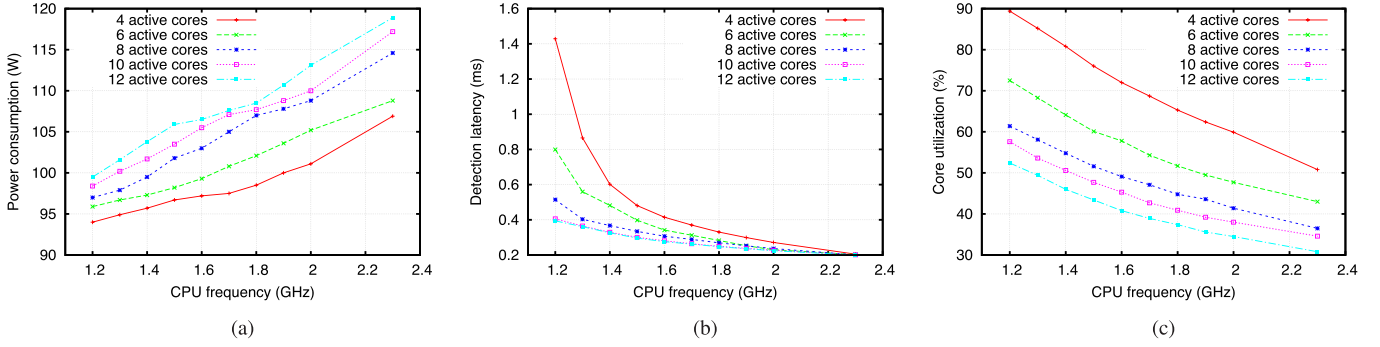 Power consumption (W)
120
115
110
105
100
95
90
4 active cores
6 active cores
8 active cores
10 active cores
12 active cores
1.2 1.4 1.6 1.8 2 2.2 2.4
CPU frequency (GHz)
(a)
Detection latency (ms)
1.6
1.4
1.2
1
0.8
0.6
0.4
0.2
4 active cores
6 active cores
8 active cores
10 active cores
12 active cores
1.2 1.4 1.6 1.8 2 2.2 2.4
CPU frequency (GHz)
(b)
Core utilization (%)
90
80
70
60
50
40
30
4 active cores
6 active cores
8 active cores
10 active cores
12 active cores
1.2 1.4 1.6 1.8 2 2.2 2.4
CPU frequency (GHz)
(c)